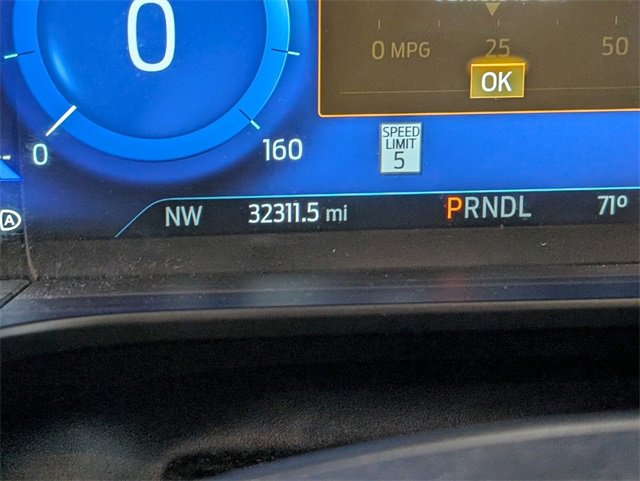 0
0 MPG 25 50
OK
0 160
SPEED
LIMIT
5
A
NW 32311.5 mi PRNDL 71°